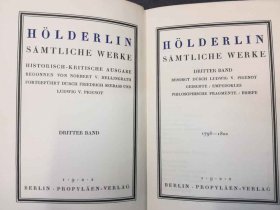 HÖLDERLIN
SÄMTLICHE WERKE
HISTORISCH-KRITISCHE AUSGABE
BEGONNEN VON NORBERT V. HELLINGRATH
FORTGEFÜHRT DURCH FRIEDRICH SEEBASS UND
LUDWIG V. PIGENOT
DRITTER BAND
BERLIN · PROPYLÄEN-VERLAG
HÖLDERLIN
SÄMTLICHE WERKE
DRITTER BAND
BESORGT DURCH LUDWIG V. PIGENOT
GEDICHTE / EMPEDOKLES
PHILOSOPHISCHE FRAGMENTE / BRIEFE
1798–1800
BERLIN · PROPYLÄEN-VERLAG